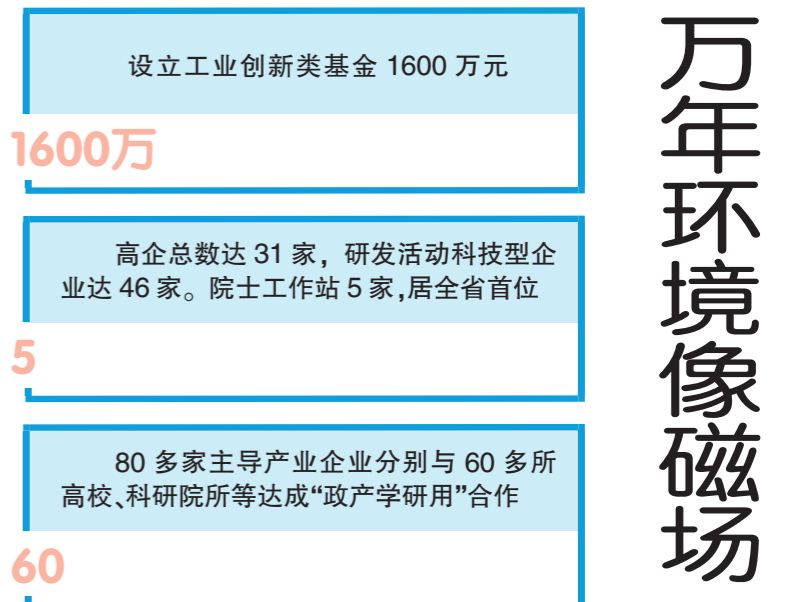 设立工业创新类基金 1600 万元
1600万
高企总数达 31 家，研发活动科技型企
业达 46 家。院士工作站 5 家,居全省首位
5
80 多家主导产业企业分别与 60 多所
高校、科研院所等达成“政产学研用”合作
60
万年环境像磁场